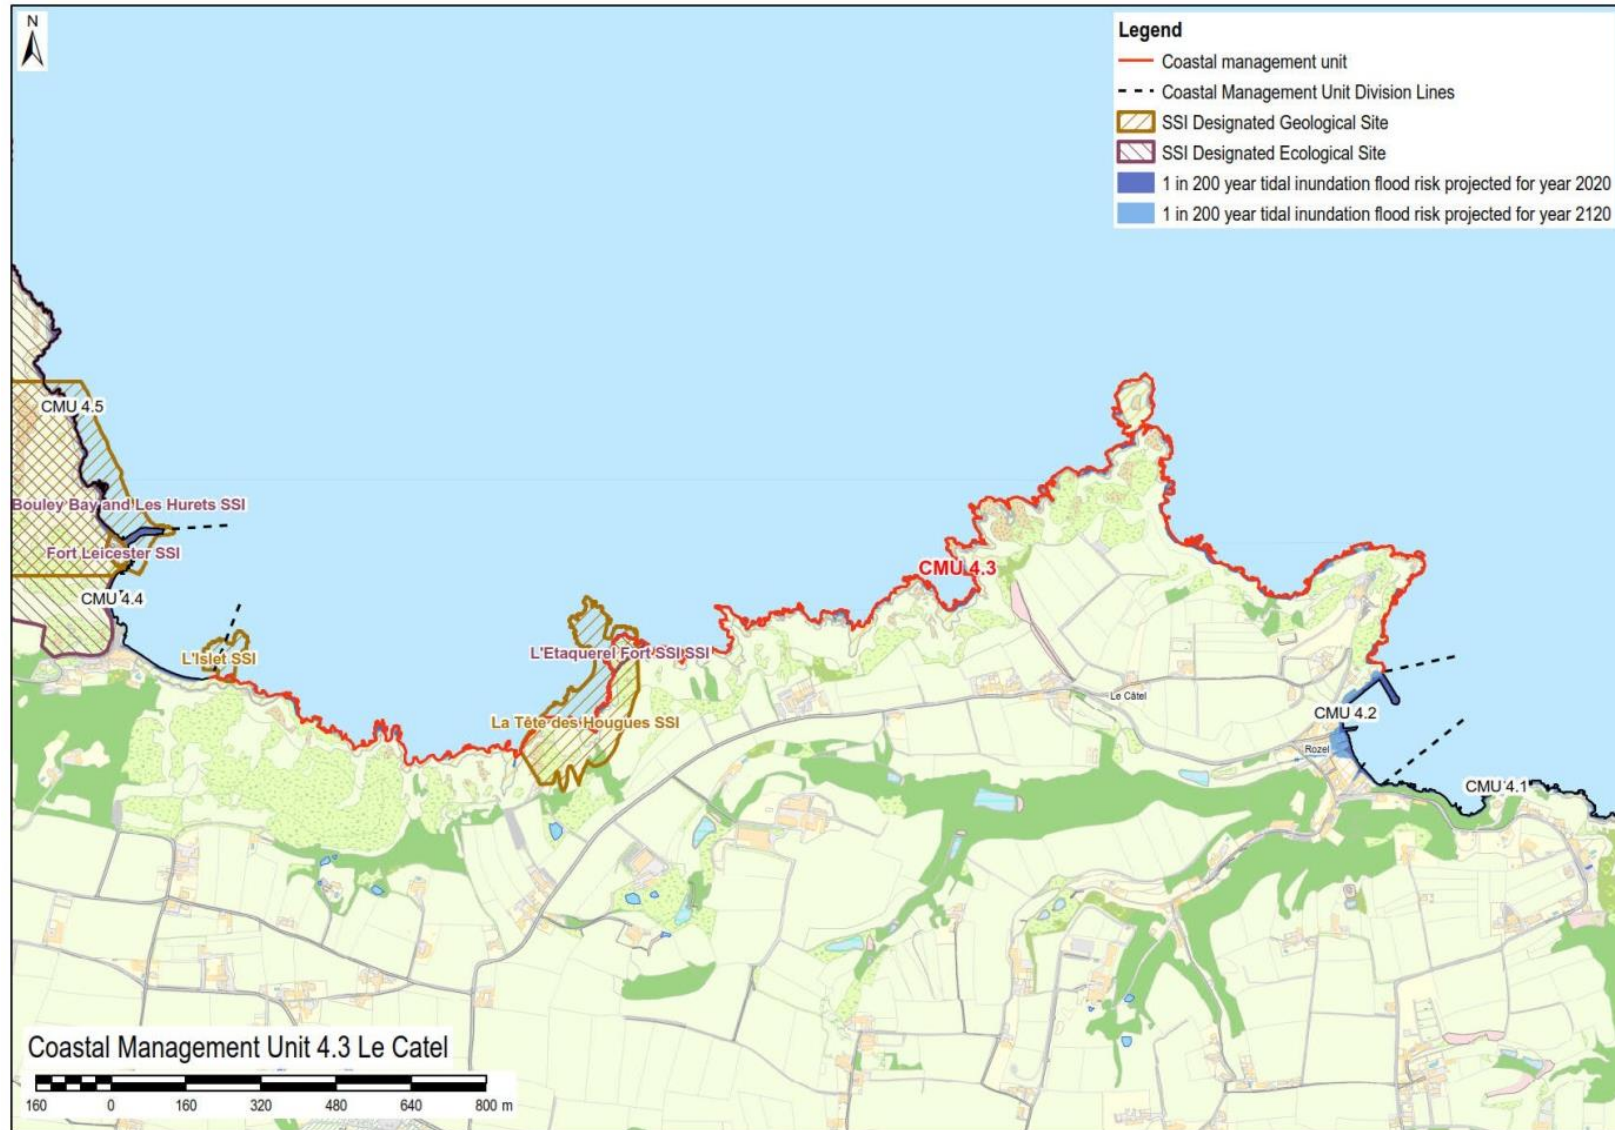 N
Legend
Coastal management unit
Coastal Management Unit Division Lines
SSI Designated Geological Site
SSI Designated Ecological Site
1 in 200 year tidal inundation flood risk projected for year 2020
1 in 200 year tidal inundation flood risk projected for year 2120
CMU 4.5
Bouley Bay and Les Hurets SSI
Fort Leicester SSI
CMU 4.4
L'Islet SSI
CMU 4.3
L'Etaquerel Fort SSI SSI
La Tête des Hougues SSI
Le Câtel
CMU 4.2
Rozel
CMU 4.1
Coastal Management Unit 4.3 Le Catel
160 0 160 320 480 640 800 m